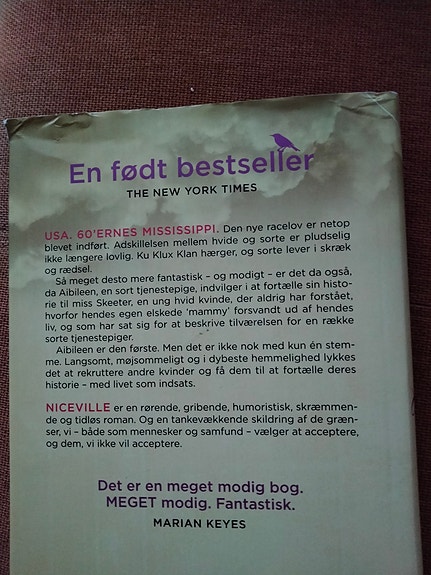 En født bestseller
THE NEW YORK TIMES
USA. 60'ERNES MISSISSIPPI. Den nye racelov er netop
blevet indført. Adskillelsen mellem hvide og sorte er pludselig
ikke længere lovlig. Ku Klux Klan hærger, og sorte lever i skræk
og rædsel.
Så meget desto mere fantastisk – og modigt – er det da også,
da Aibileen, en sort tjenestepige, indvilger i at fortælle sin histo-
rie til miss Skeeter, en ung hvid kvinde, der aldrig har forstået,
hvorfor hendes egen elskede 'mammy' forsvandt ud af hendes
liv, og som har sat sig for at beskrive tilværelsen for en række
sorte tjenestepiger.
Aibileen er den første. Men det er ikke nok med kun én stem-
me. Langsomt, møjsommeligt og i dybeste hemmelighed lykkes
det at rekruttere andre kvinder og få dem til at fortælle deres
historie – med livet som indsats.
NICEVILLE er en rørende, gribende, humoristisk, skræmmen-
de og tidløs roman. Og en tankevækkende skildring af de græn-
ser, vi – både som mennesker og samfund – vælger at acceptere,
og dem, vi ikke vil acceptere.
Det er en meget modig bog.
MEGET modig. Fantastisk.
MARIAN KEYES